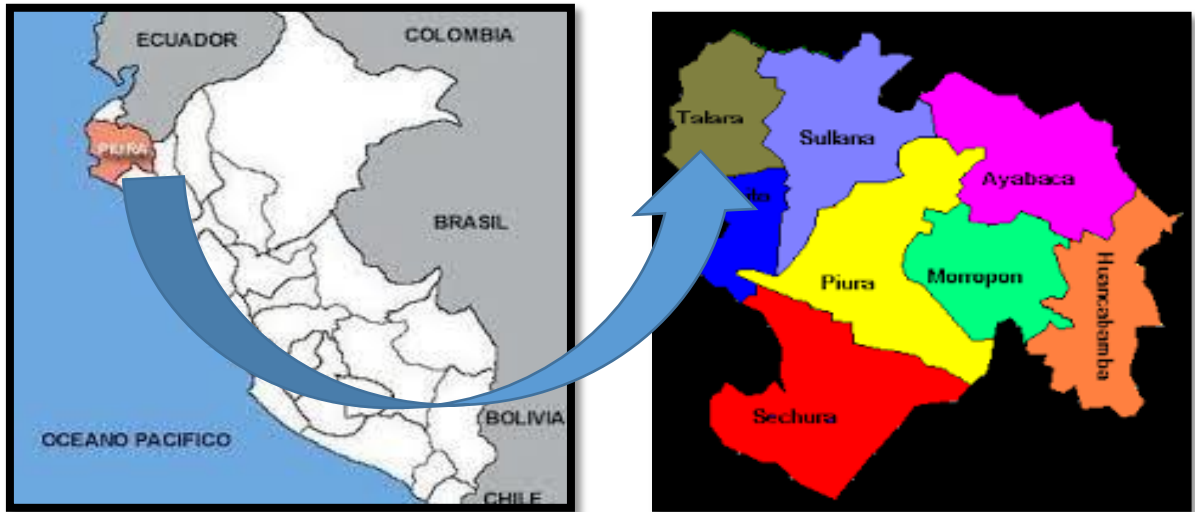 ECUADOR
COLOMBIA
PIURA
BRASIL
OCEANO PACIFICO
BOLIVIA
CHILE
Talara
Sullana
Ayabaca
Piura
Morropon
Huancabamba
Sechura